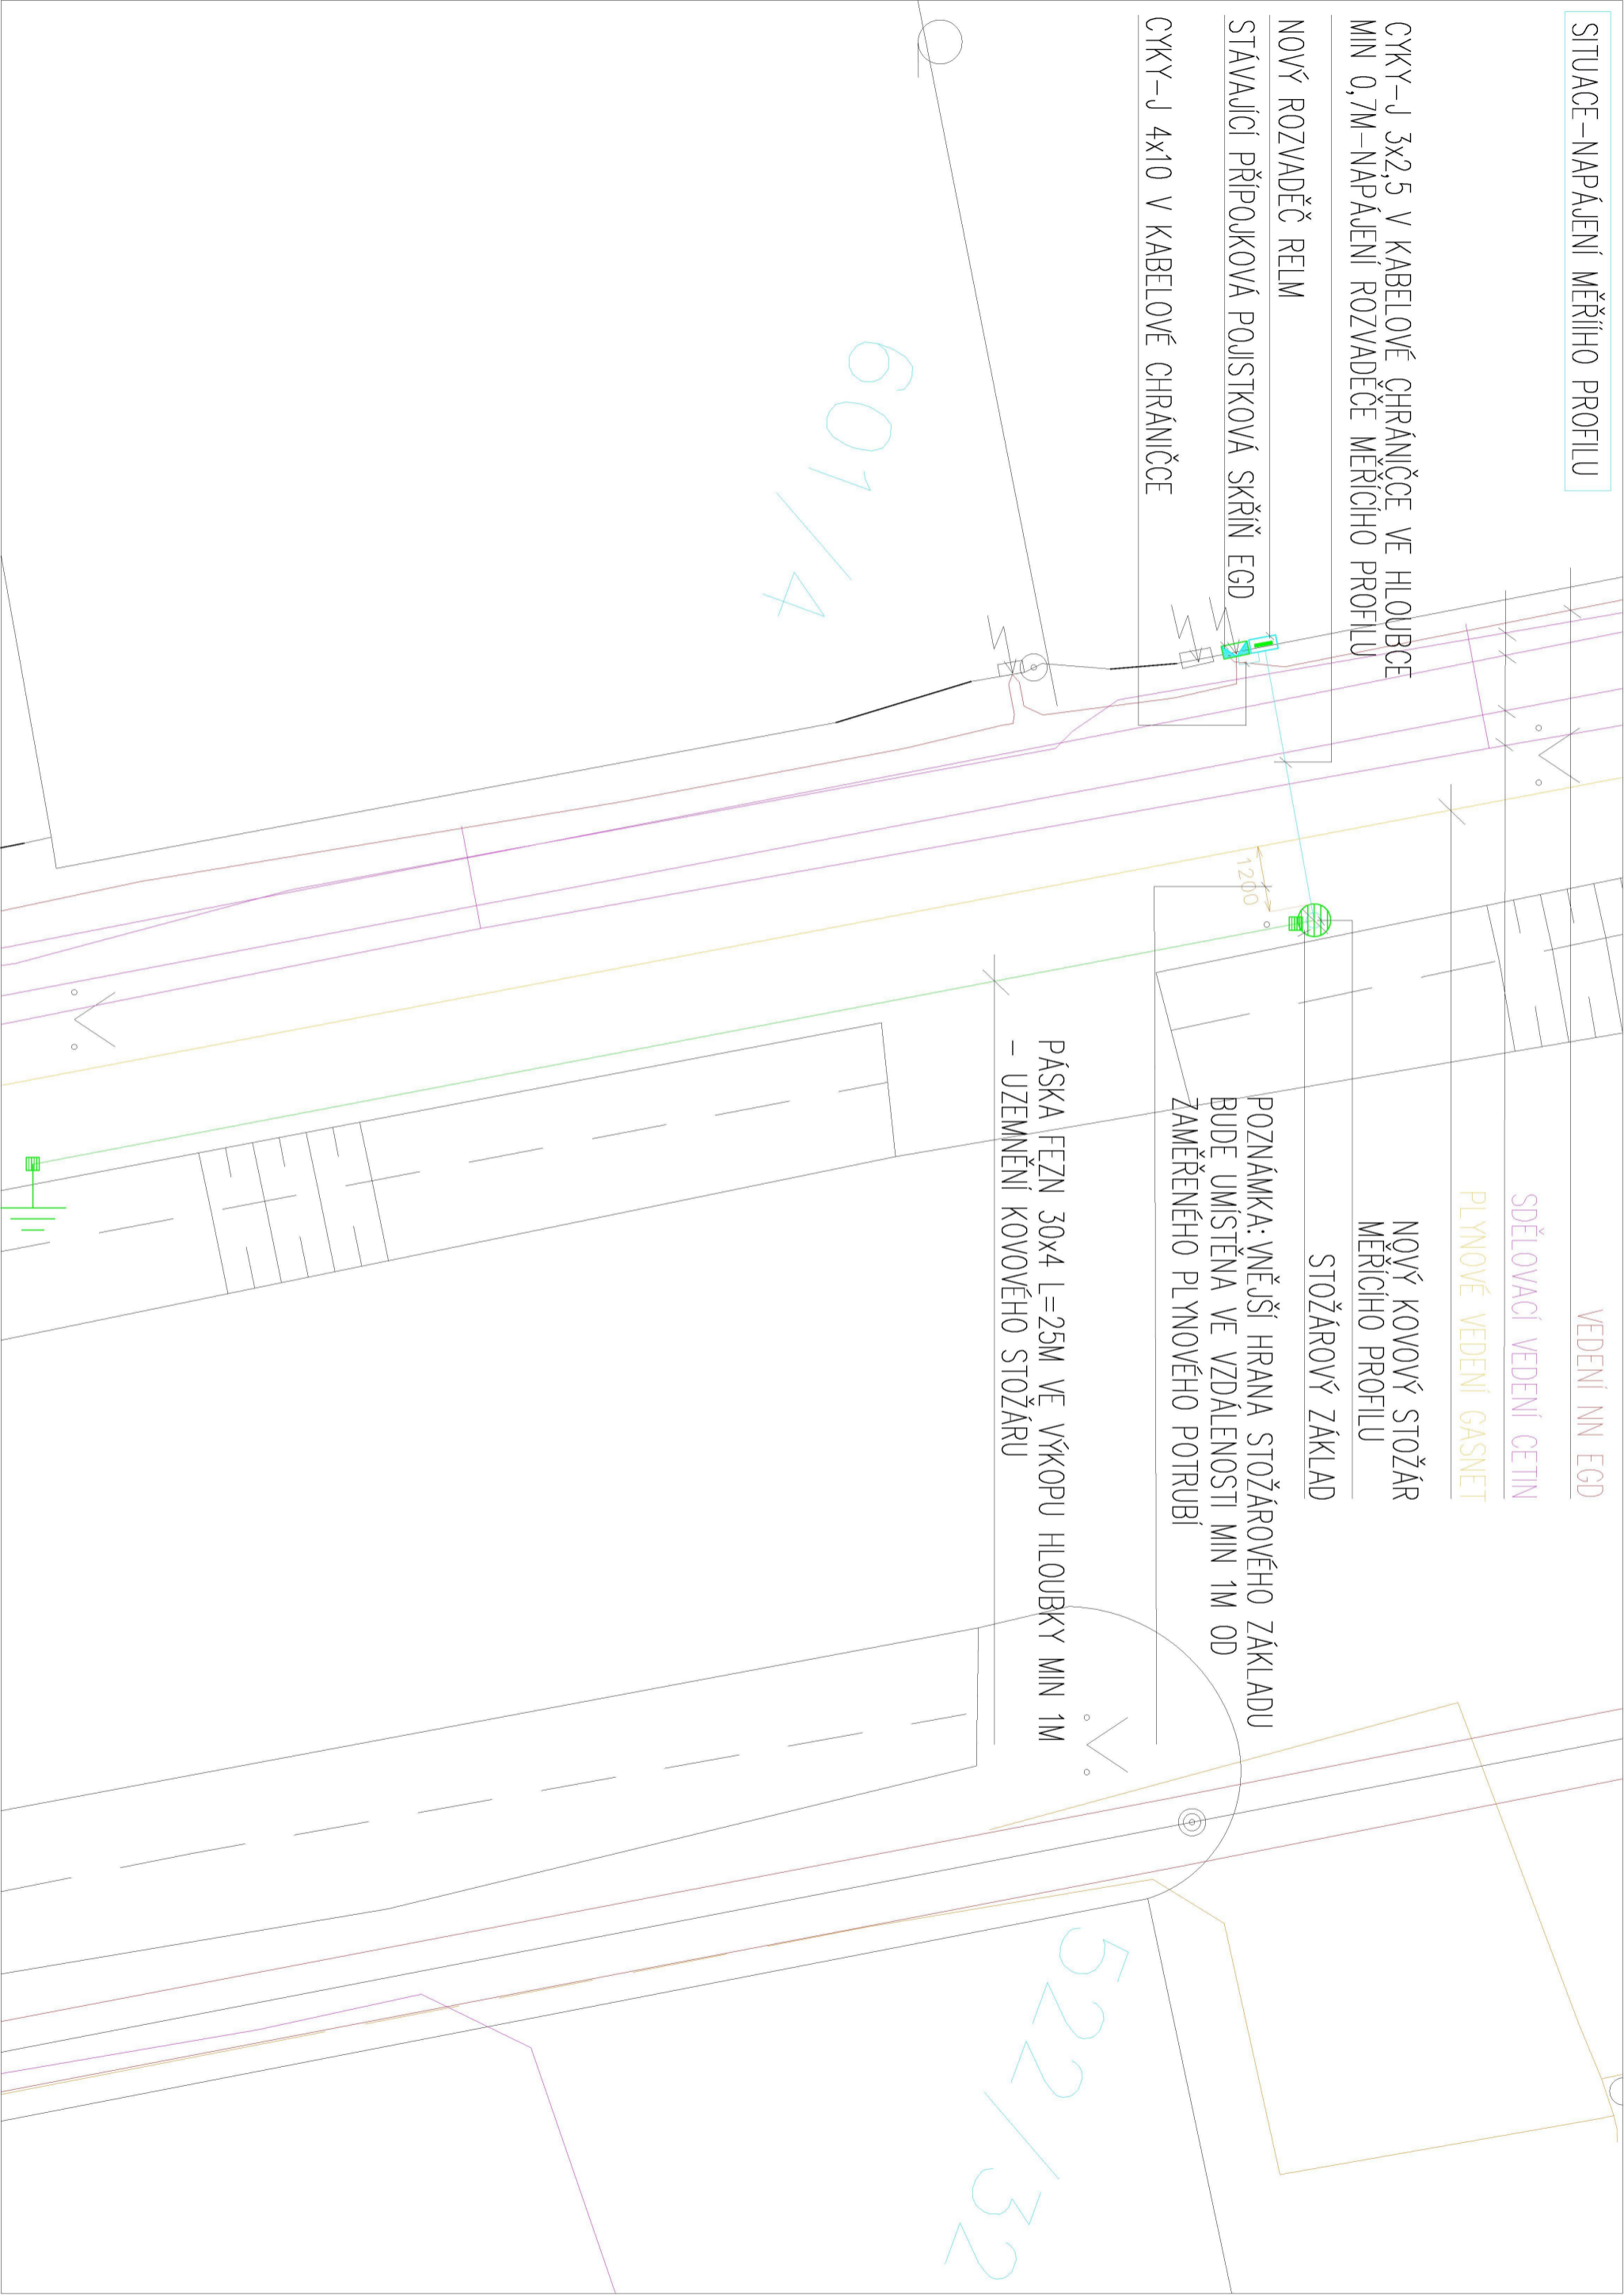 SITUACE-NAPÁJENÍ MĚŘIÍHO PROFILU
CYKY-J 3x2,5 V KABELOVÉ CHRÁNIČCE VE HLOUBCE
MIN 0,7M-NAPÁJENÍ ROZVADĚČE MĚŘÍCÍHO PROFILU
NOVÝ ROZVADĚČ RELM
STÁVAJÍCÍ PŘÍPOJKOVÁ POJISTKOVÁ SKŘÍŇ EGD
CYKY-J 4x10 V KABELOVÉ CHRÁNIČCE
601/4
1200
VEDENÍ NN EGD
SDĚLOVACÍ VEDENÍ CETIN
PLYNOVÉ VEDENÍ GASNET
NOVÝ KOVOVÝ STOŽÁR
MĚŘÍCÍHO PROFILU
STOŽÁROVÝ ZÁKLAD
POZNÁMKA: VNĚJŠÍ HRANA STOŽÁROVÉHO ZÁKLADU
BUDE UMÍSTĚNA VE VZDÁLENOSTI MIN 1M OD
ZAMĚŘENÉHO PLYNOVÉHO POTRUBÍ
PÁSKA FEZN 30x4 L=25M VE VÝKOPU HLOUBKY MIN 1M
- UZEMNĚNÍ KOVOVÉHO STOŽÁRU
522/32